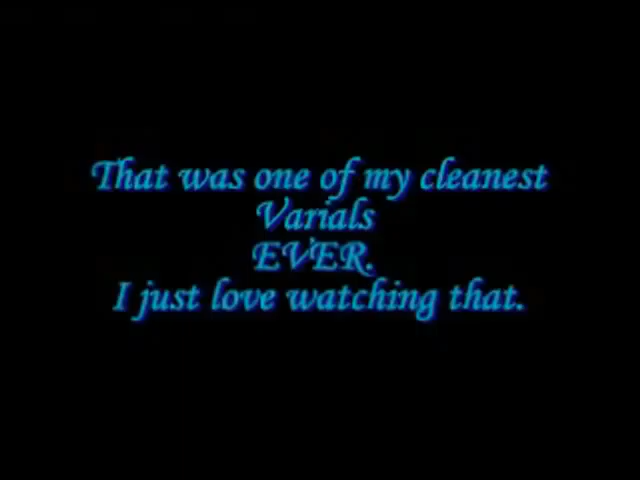 That was one of my cleanest
Varials
EVER.
I just love watching that.